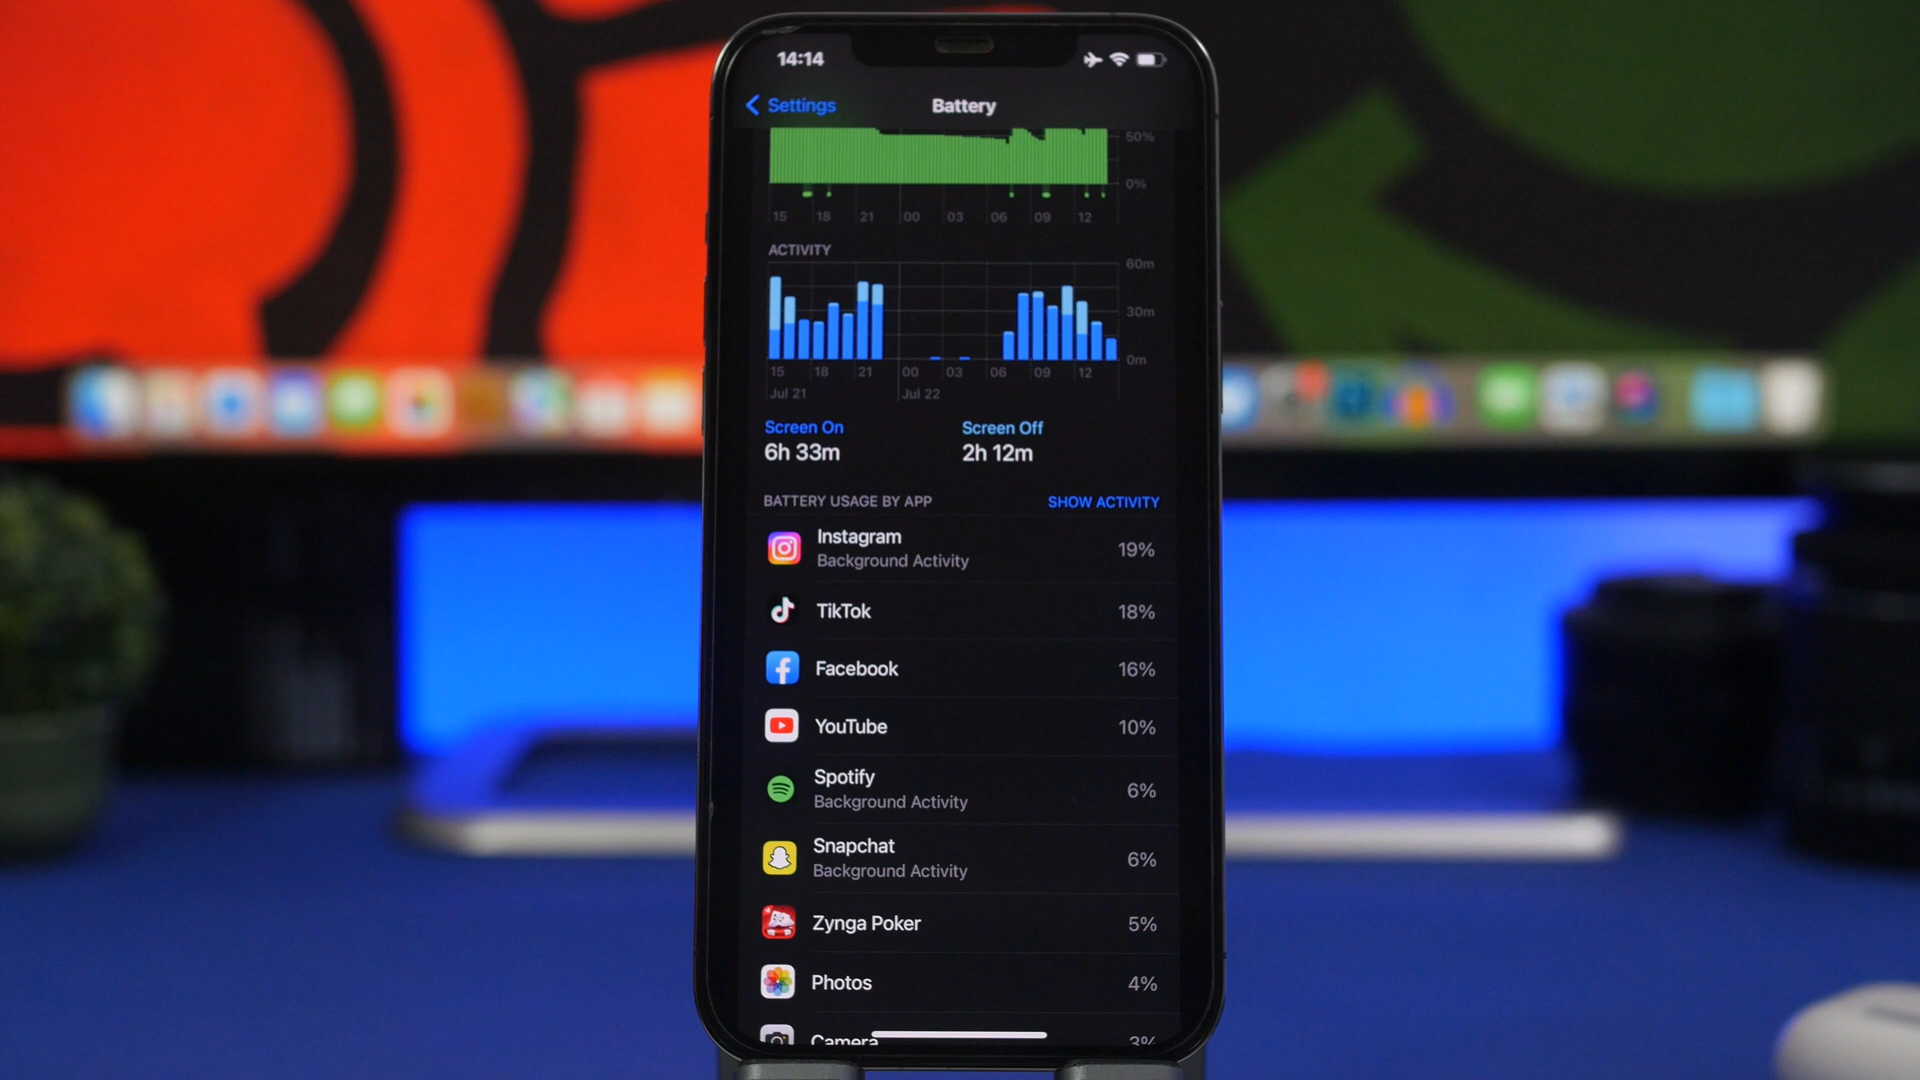 14:14
Settings
Battery
50%
0%
15 18 21 00 03 06 09 12
ACTIVITY
60m
30m
0m
15 18 21 00 03 06 09 12
Jul 21 Jul 22
Screen On Screen Off
6h 33m 2h 12m
BATTERY USAGE BY APP SHOW ACTIVITY
Instagram
Background Activity
19%
TikTok 18%
Facebook 16%
YouTube 10%
Spotify
Background Activity
6%
Snapchat
Background Activity
6%
Zynga Poker 5%
Photos 4%
Camera 3%